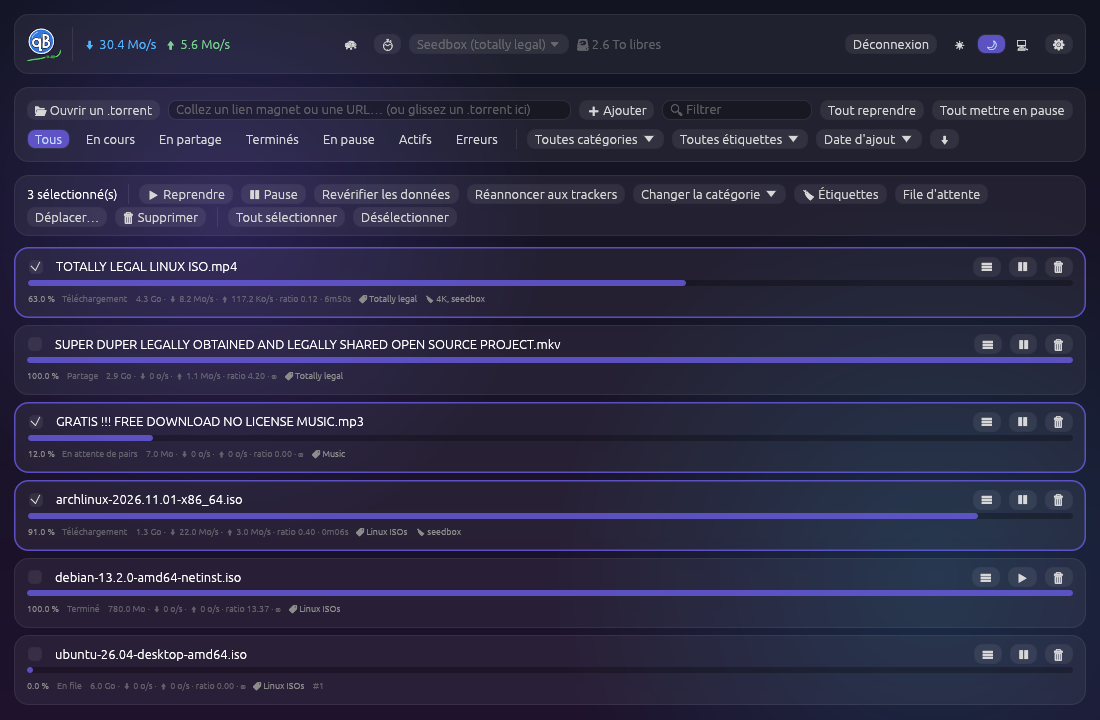 qB 30.4 Mo/s 5.6 Mo/s Seedbox (totally legal) 2.6 To libres Déconnexion
Ouvrir un .torrent Collez un lien magnet ou une URL… (ou glissez un .torrent ici) Ajouter Filtrer Tout reprendre Tout mettre en pause
Tous En cours En partage Terminés En pause Actifs Erreurs Toutes catégories Toutes étiquettes Date d'ajout
3 sélectionné(s) Reprendre Pause Revérifier les données Réannoncer aux trackers Changer la catégorie Étiquettes File d'attente
Déplacer… Supprimer Tout sélectionner Désélectionner
TOTALLY LEGAL LINUX ISO.mp4
63.0 % Téléchargement 4.3 Go · 8.2 Mo/s · 117.2 Ko/s · ratio 0.12 · 6m50s Totally legal 4K, seedbox
SUPER DUPER LEGALLY OBTAINED AND LEGALLY SHARED OPEN SOURCE PROJECT.mkv
100.0 % Partage 2.9 Go · 0 o/s · 1.1 Mo/s · ratio 4.20 · ∞ Totally legal
GRATIS !!! FREE DOWNLOAD NO LICENSE MUSIC.mp3
12.0 % En attente de pairs 7.0 Mo · 0 o/s · 0 o/s · ratio 0.00 · ∞ Music
archlinux-2026.11.01-x86_64.iso
91.0 % Téléchargement 1.3 Go · 22.0 Mo/s · 3.0 Mo/s · ratio 0.40 · 0m06s Linux ISOs seedbox
debian-13.2.0-amd64-netinst.iso
100.0 % Terminé 780.0 Mo · 0 o/s · 0 o/s · ratio 13.37 · ∞ Linux ISOs
ubuntu-26.04-desktop-amd64.iso
0.0 % En file 6.0 Go · 0 o/s · 0 o/s · ratio 0.00 · ∞ Linux ISOs #1